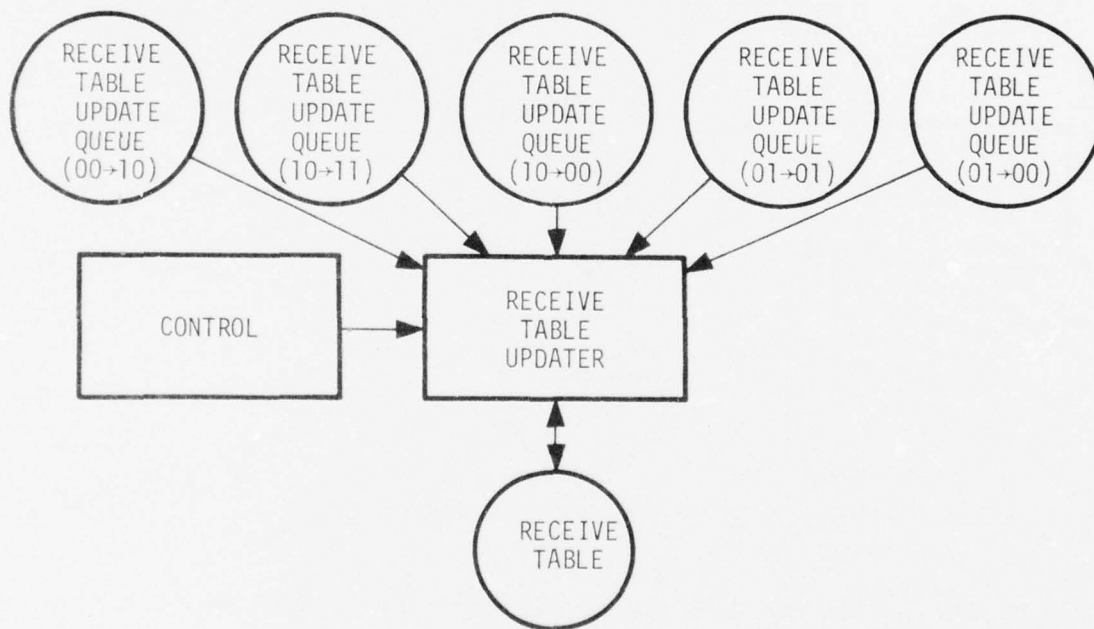 RECEIVE
TABLE
UPDATE
QUEUE
(00→10)
RECEIVE
TABLE
UPDATE
QUEUE
(10→11)
RECEIVE
TABLE
UPDATE
QUEUE
(10→00)
RECEIVE
TABLE
UPDATE
QUEUE
(01→01)
RECEIVE
TABLE
UPDATE
QUEUE
(01→00)
CONTROL
RECEIVE
TABLE
UPDATER
RECEIVE
TABLE